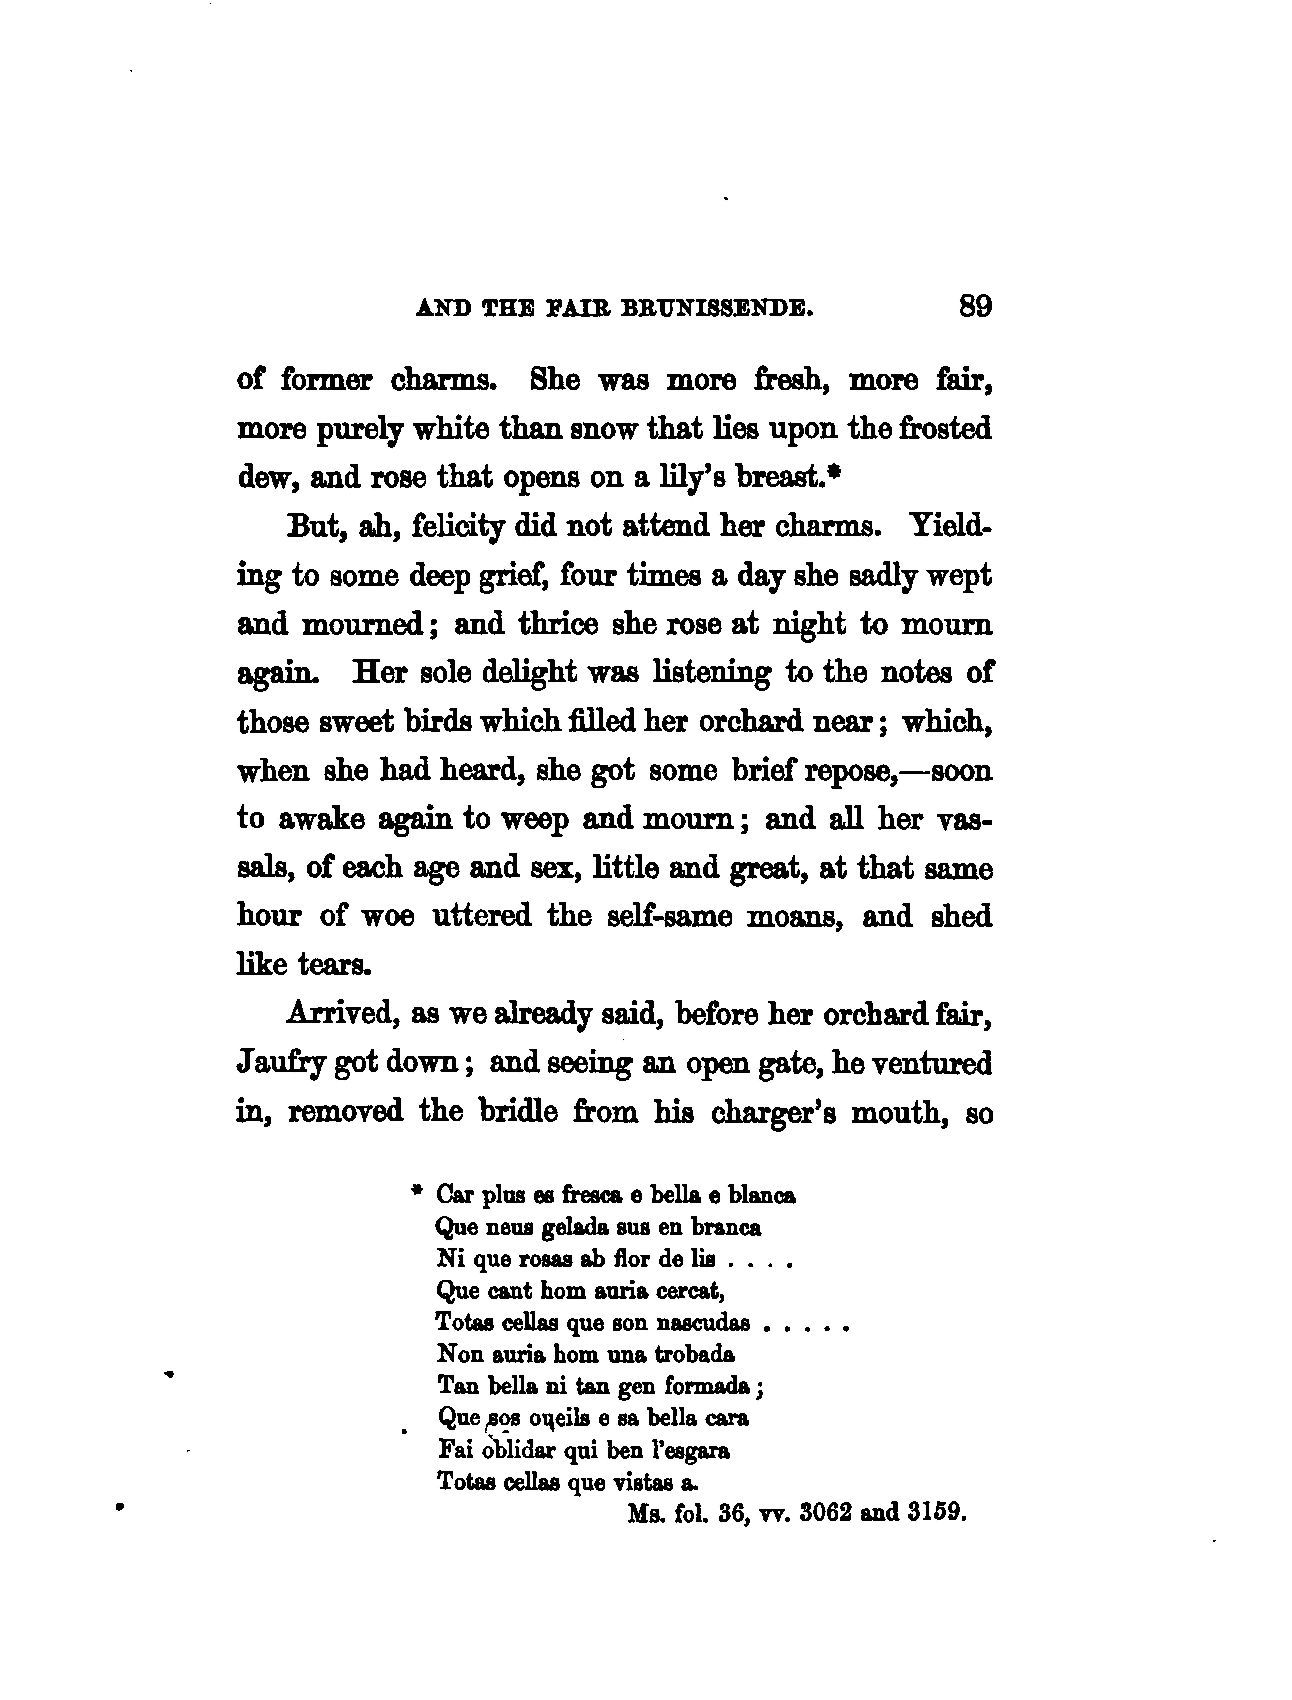 AND THE FAIR BRUNISSENDE. 89
of former charms. She was more fresh, more fair,
more purely white than snow that lies upon the frosted
dew, and rose that opens on a lily's breast.*
But, ah, felicity did not attend her charms. Yield-
ing to some deep grief, four times a day she sadly wept
and mourned; and thrice she rose at night to mourn
again. Her sole delight was listening to the notes of
those sweet birds which filled her orchard near; which,
when she had heard, she got some brief repose,—soon
to awake again to weep and mourn; and all her vas-
sals, of each age and sex, little and great, at that same
hour of woe uttered the self-same moans, and shed
like tears.
Arrived, as we already said, before her orchard fair,
Jaufry got down; and seeing an open gate, he ventured
in, removed the bridle from his charger's mouth, so
* Car plus es fresca e bella e blanca
Que neus gelada sus en branca
Ni que rosas ab flor de lis . . . .
Que cant hom auria cercat,
Totas cellas que son nascudas . . . . .
Non auria hom una trobada
Tan bella ni tan gen formada;
Que sos oqeils e sa bella cara
Fai oblidar qui ben l'esgara
Totas cellas que vistas a.
Ms. fol. 36, vv. 3062 and 3159.